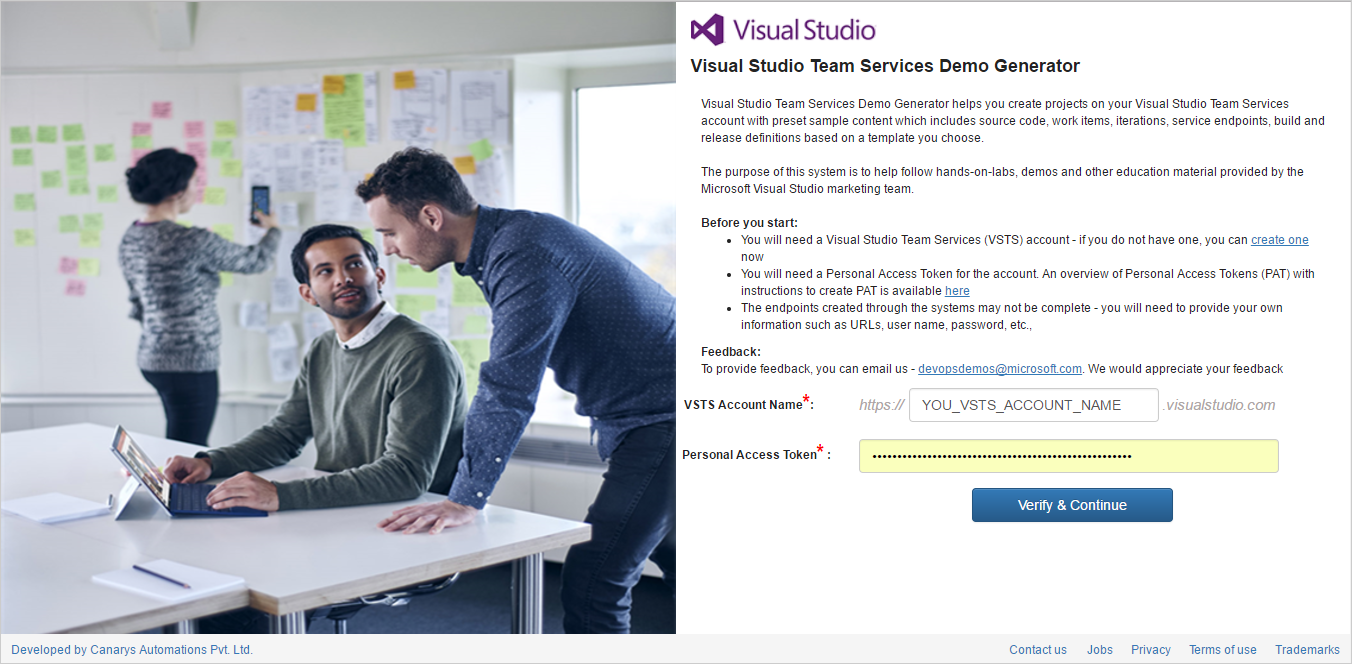 Visual Studio
Visual Studio Team Services Demo Generator
Visual Studio Team Services Demo Generator helps you create projects on your Visual Studio Team Services
account with preset sample content which includes source code, work items, iterations, service endpoints, build and
release definitions based on a template you choose.
The purpose of this system is to help follow hands-on-labs, demos and other education material provided by the
Microsoft Visual Studio marketing team.
Before you start:
• You will need a Visual Studio Team Services (VSTS) account - if you do not have one, you can create one
now
• You will need a Personal Access Token for the account. An overview of Personal Access Tokens (PAT) with
instructions to create PAT is available here
• The endpoints created through the systems may not be complete - you will need to provide your own
information such as URLs, user name, password, etc.,
Feedback:
To provide feedback, you can email us - devopsdemos@microsoft.com. We would appreciate your feedback
VSTS Account Name*: https:// YOU_VSTS_ACCOUNT_NAME .visualstudio.com
Personal Access Token* :
Verify & Continue
Developed by Canarys Automations Pvt. Ltd. Contact us Jobs Privacy Terms of use Trademarks